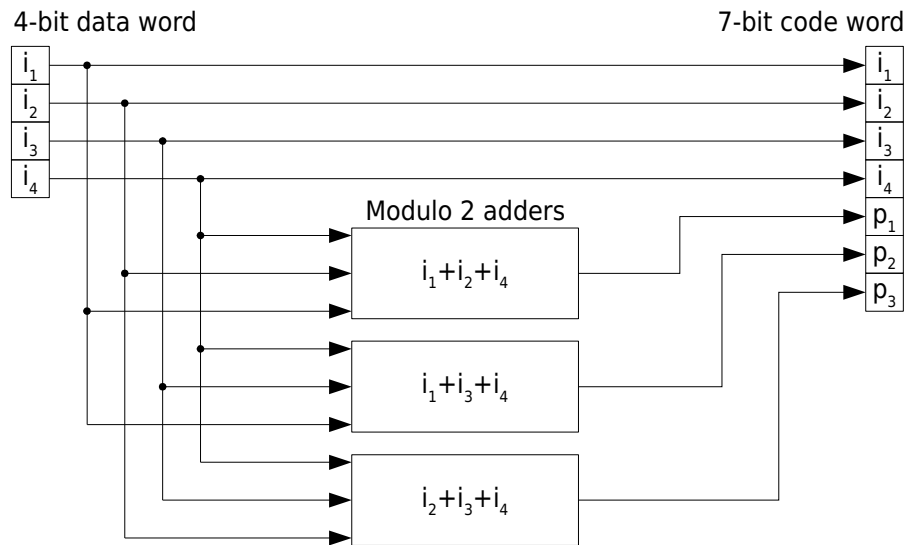 4-bit data word
7-bit code word
i₁
i₂
i₃
i₄
i₁
i₂
i₃
i₄
p₁
p₂
p₃
Modulo 2 adders
i₁+i₂+i₄
i₁+i₃+i₄
i₂+i₃+i₄